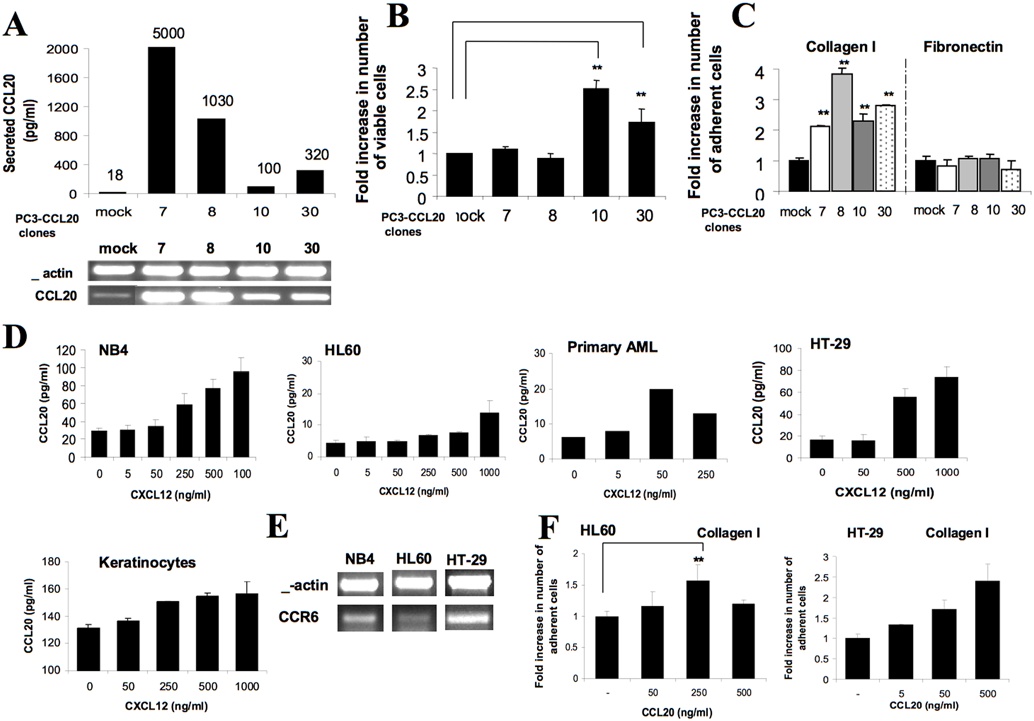 A
Secreted CCL20
(pg/ml)
2000
1600
1200
800
400
0
18
5000
1030
100
320
mock 7 8 10 30
PC3-CCL20
clones
mock 7 8 10 30
_ actin
CCL20
B
Fold increase in number
of viable cells
3
2.5
2
1.5
1.0
0.5
0
**
**
7 8 10 30
PC3-CCL20
clones
C
Collagen I Fibronectin
Fold increase in number
of adherent cells
4
3
2
1
0
**
**
**
**
mock 7 8 10 30 mock 7 8 10 30
PC3-CCL20
clones
D
NB4
CCL20 (pg/ml)
120
100
80
60
40
20
0
0 5 50 250 500 100
CXCL12 (ng/ml)
HL60
CCL20 (pg/ml)
30
20
10
0
0 5 50 250 500 1000
CXCL12 (ng/ml)
Primary AML
CCL20 (pg/ml)
30
20
10
0
0 5 50 250
CXCL12 (ng/ml)
HT-29
CCL20 (pg/ml)
100
80
60
40
20
0
0 50 500 1000
CXCL12 (ng/ml)
Keratinocytes
CCL20 (pg/ml)
180
160
140
120
100
0 50 250 500 1000
CXCL12 (ng/ml)
E
NB4 HL60 HT-29
_-actin
CCR6
F
HL60 Collagen I
Fold increase in number of
adherent cells
2
1.5
1
0.5
0
**
- 50 250 500
CCL20 (ng/ml)
HT-29 Collagen I
Fold increase in number of
adherent cells
3
2.5
2
1.5
1
0.5
0
- 5 50 500
CCL20 (ng/ml)